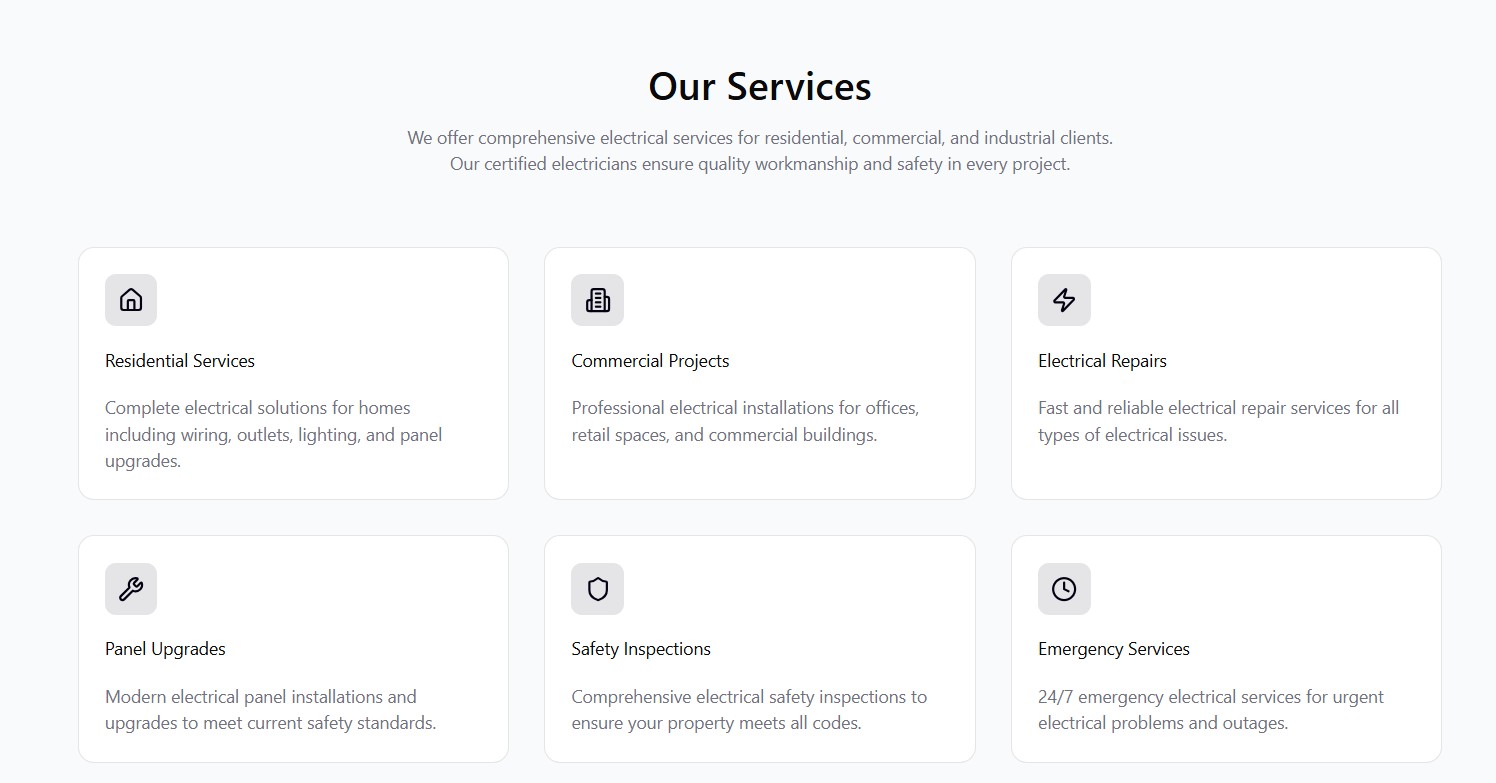 Our Services
We offer comprehensive electrical services for residential, commercial, and industrial clients.
Our certified electricians ensure quality workmanship and safety in every project.
Residential Services
Complete electrical solutions for homes
including wiring, outlets, lighting, and panel
upgrades.
Commercial Projects
Professional electrical installations for offices,
retail spaces, and commercial buildings.
Electrical Repairs
Fast and reliable electrical repair services for all
types of electrical issues.
Panel Upgrades
Modern electrical panel installations and
upgrades to meet current safety standards.
Safety Inspections
Comprehensive electrical safety inspections to
ensure your property meets all codes.
Emergency Services
24/7 emergency electrical services for urgent
electrical problems and outages.